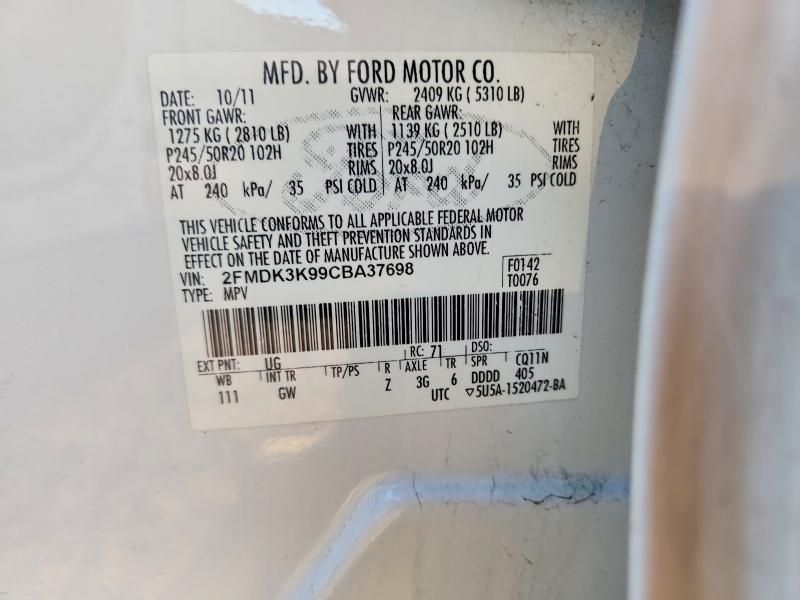 MFD. BY FORD MOTOR CO.
DATE: 10/11 GVWR: 2409 KG ( 5310 LB)
FRONT GAWR: REAR GAWR:
1275 KG ( 2810 LB) WITH 1139 KG ( 2510 LB) WITH
P245/50R20 102H TIRES P245/50R20 102H TIRES
20x8.0J RIMS 20x8.0J RIMS
AT 240 kPa/ 35 PSI COLD AT 240 kPa/ 35 PSI COLD
THIS VEHICLE CONFORMS TO ALL APPLICABLE FEDERAL MOTOR
VEHICLE SAFETY AND THEFT PREVENTION STANDARDS IN
EFFECT ON THE DATE OF MANUFACTURE SHOWN ABOVE.
VIN: 2FMDK3K99CBA37698 F0142
TYPE: MPV T0076
EXT PNT: UG RC: 71 DSO:
WB INT TR TP/PS R AXLE TR SPR CQ11N
111 GW Z 3G 6 DDDD 405
UTC ▽5U5A-1520472-BA